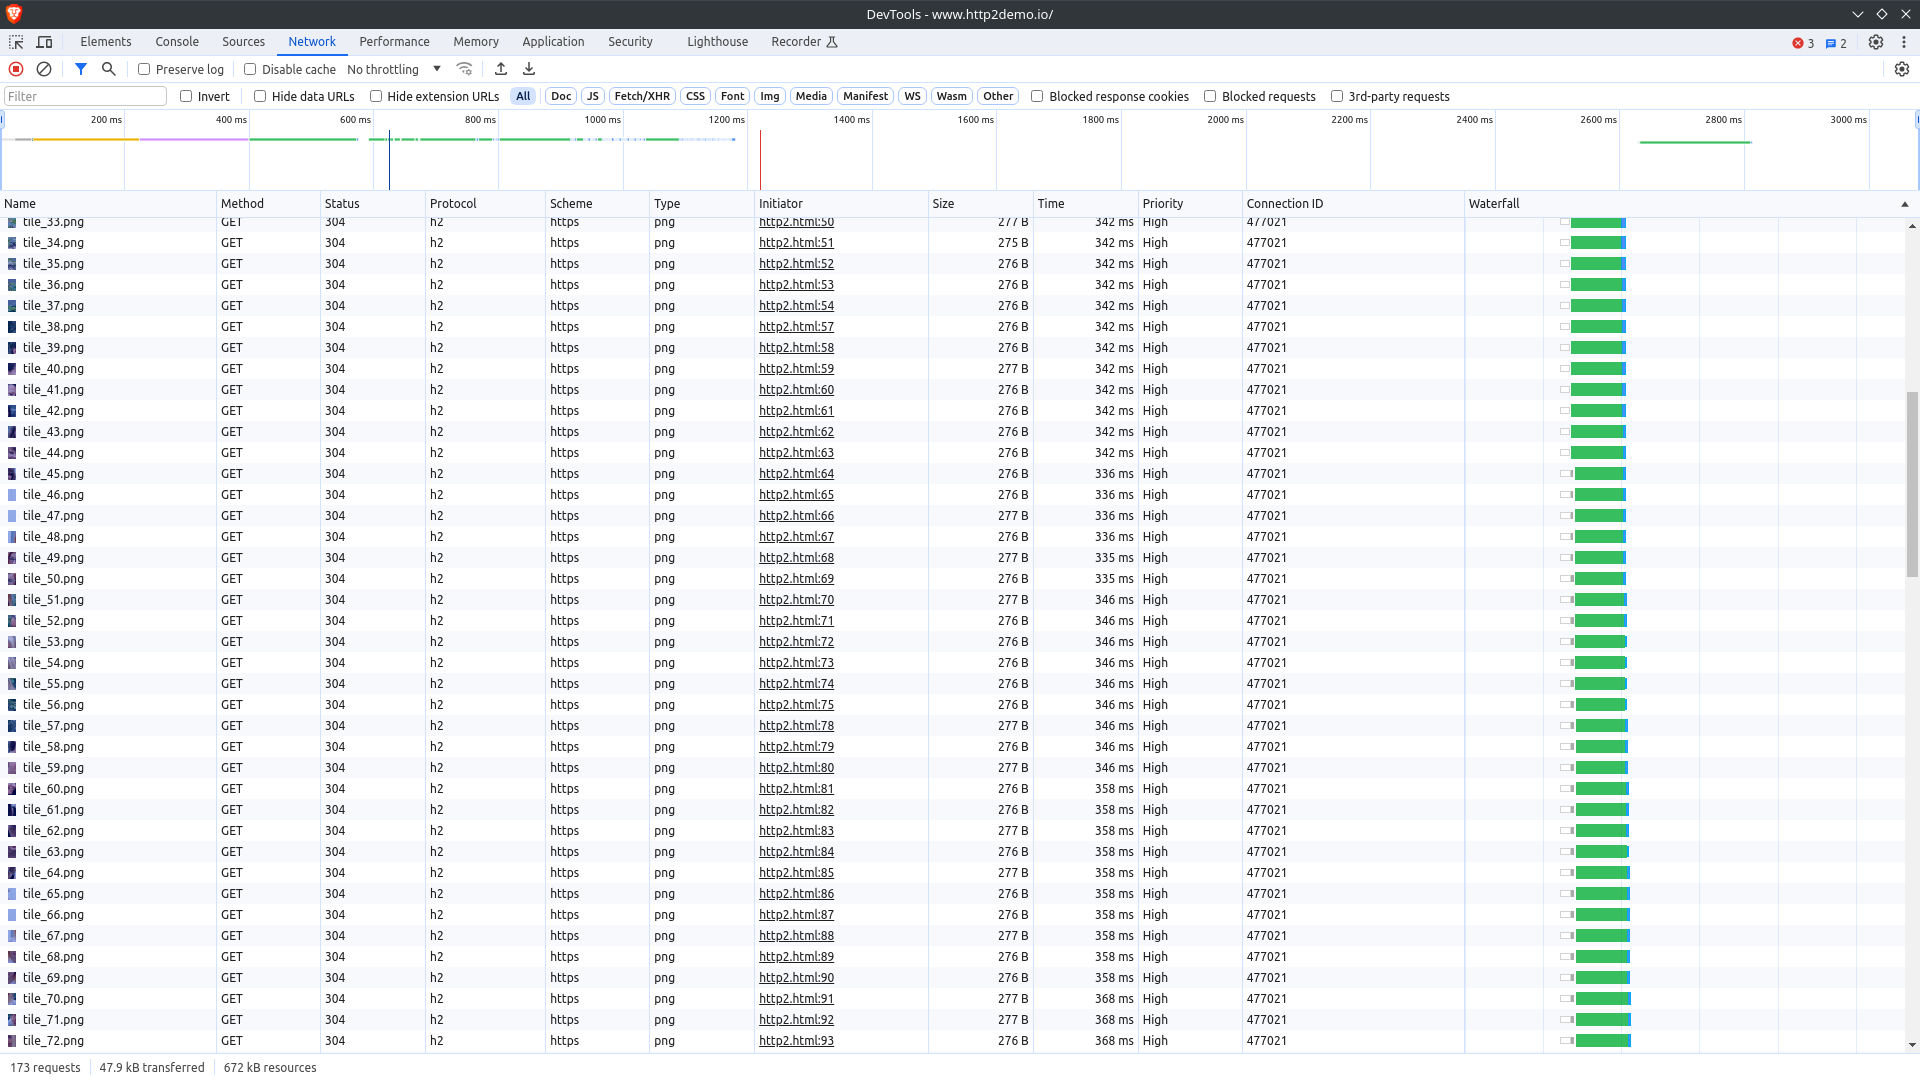 DevTools - www.http2demo.io/
Elements Console Sources Network Performance Memory Application Security Lighthouse Recorder 3 2
Preserve log Disable cache No throttling
Filter Invert Hide data URLs Hide extension URLs All Doc JS Fetch/XHR CSS Font Img Media Manifest WS Wasm Other Blocked response cookies Blocked requests 3rd-party requests
200 ms 400 ms 600 ms 800 ms 1000 ms 1200 ms 1400 ms 1600 ms 1800 ms 2000 ms 2200 ms 2400 ms 2600 ms 2800 ms 3000 ms
Name Method Status Protocol Scheme Type Initiator Size Time Priority Connection ID Waterfall
tile_33.png GET 304 h2 https png http2.html:50 277 B 342 ms High 477021
tile_34.png GET 304 h2 https png http2.html:51 275 B 342 ms High 477021
tile_35.png GET 304 h2 https png http2.html:52 276 B 342 ms High 477021
tile_36.png GET 304 h2 https png http2.html:53 276 B 342 ms High 477021
tile_37.png GET 304 h2 https png http2.html:54 276 B 342 ms High 477021
tile_38.png GET 304 h2 https png http2.html:57 276 B 342 ms High 477021
tile_39.png GET 304 h2 https png http2.html:58 276 B 342 ms High 477021
tile_40.png GET 304 h2 https png http2.html:59 277 B 342 ms High 477021
tile_41.png GET 304 h2 https png http2.html:60 276 B 342 ms High 477021
tile_42.png GET 304 h2 https png http2.html:61 276 B 342 ms High 477021
tile_43.png GET 304 h2 https png http2.html:62 276 B 342 ms High 477021
tile_44.png GET 304 h2 https png http2.html:63 276 B 342 ms High 477021
tile_45.png GET 304 h2 https png http2.html:64 276 B 336 ms High 477021
tile_46.png GET 304 h2 https png http2.html:65 276 B 336 ms High 477021
tile_47.png GET 304 h2 https png http2.html:66 277 B 336 ms High 477021
tile_48.png GET 304 h2 https png http2.html:67 276 B 336 ms High 477021
tile_49.png GET 304 h2 https png http2.html:68 277 B 335 ms High 477021
tile_50.png GET 304 h2 https png http2.html:69 276 B 335 ms High 477021
tile_51.png GET 304 h2 https png http2.html:70 277 B 346 ms High 477021
tile_52.png GET 304 h2 https png http2.html:71 276 B 346 ms High 477021
tile_53.png GET 304 h2 https png http2.html:72 276 B 346 ms High 477021
tile_54.png GET 304 h2 https png http2.html:73 276 B 346 ms High 477021
tile_55.png GET 304 h2 https png http2.html:74 276 B 346 ms High 477021
tile_56.png GET 304 h2 https png http2.html:75 276 B 346 ms High 477021
tile_57.png GET 304 h2 https png http2.html:78 277 B 346 ms High 477021
tile_58.png GET 304 h2 https png http2.html:79 276 B 346 ms High 477021
tile_59.png GET 304 h2 https png http2.html:80 277 B 346 ms High 477021
tile_60.png GET 304 h2 https png http2.html:81 276 B 358 ms High 477021
tile_61.png GET 304 h2 https png http2.html:82 276 B 358 ms High 477021
tile_62.png GET 304 h2 https png http2.html:83 277 B 358 ms High 477021
tile_63.png GET 304 h2 https png http2.html:84 276 B 358 ms High 477021
tile_64.png GET 304 h2 https png http2.html:85 277 B 358 ms High 477021
tile_65.png GET 304 h2 https png http2.html:86 276 B 358 ms High 477021
tile_66.png GET 304 h2 https png http2.html:87 276 B 358 ms High 477021
tile_67.png GET 304 h2 https png http2.html:88 277 B 358 ms High 477021
tile_68.png GET 304 h2 https png http2.html:89 276 B 358 ms High 477021
tile_69.png GET 304 h2 https png http2.html:90 276 B 358 ms High 477021
tile_70.png GET 304 h2 https png http2.html:91 277 B 368 ms High 477021
tile_71.png GET 304 h2 https png http2.html:92 277 B 368 ms High 477021
tile_72.png GET 304 h2 https png http2.html:93 276 B 368 ms High 477021
173 requests 47.9 kB transferred 672 kB resources